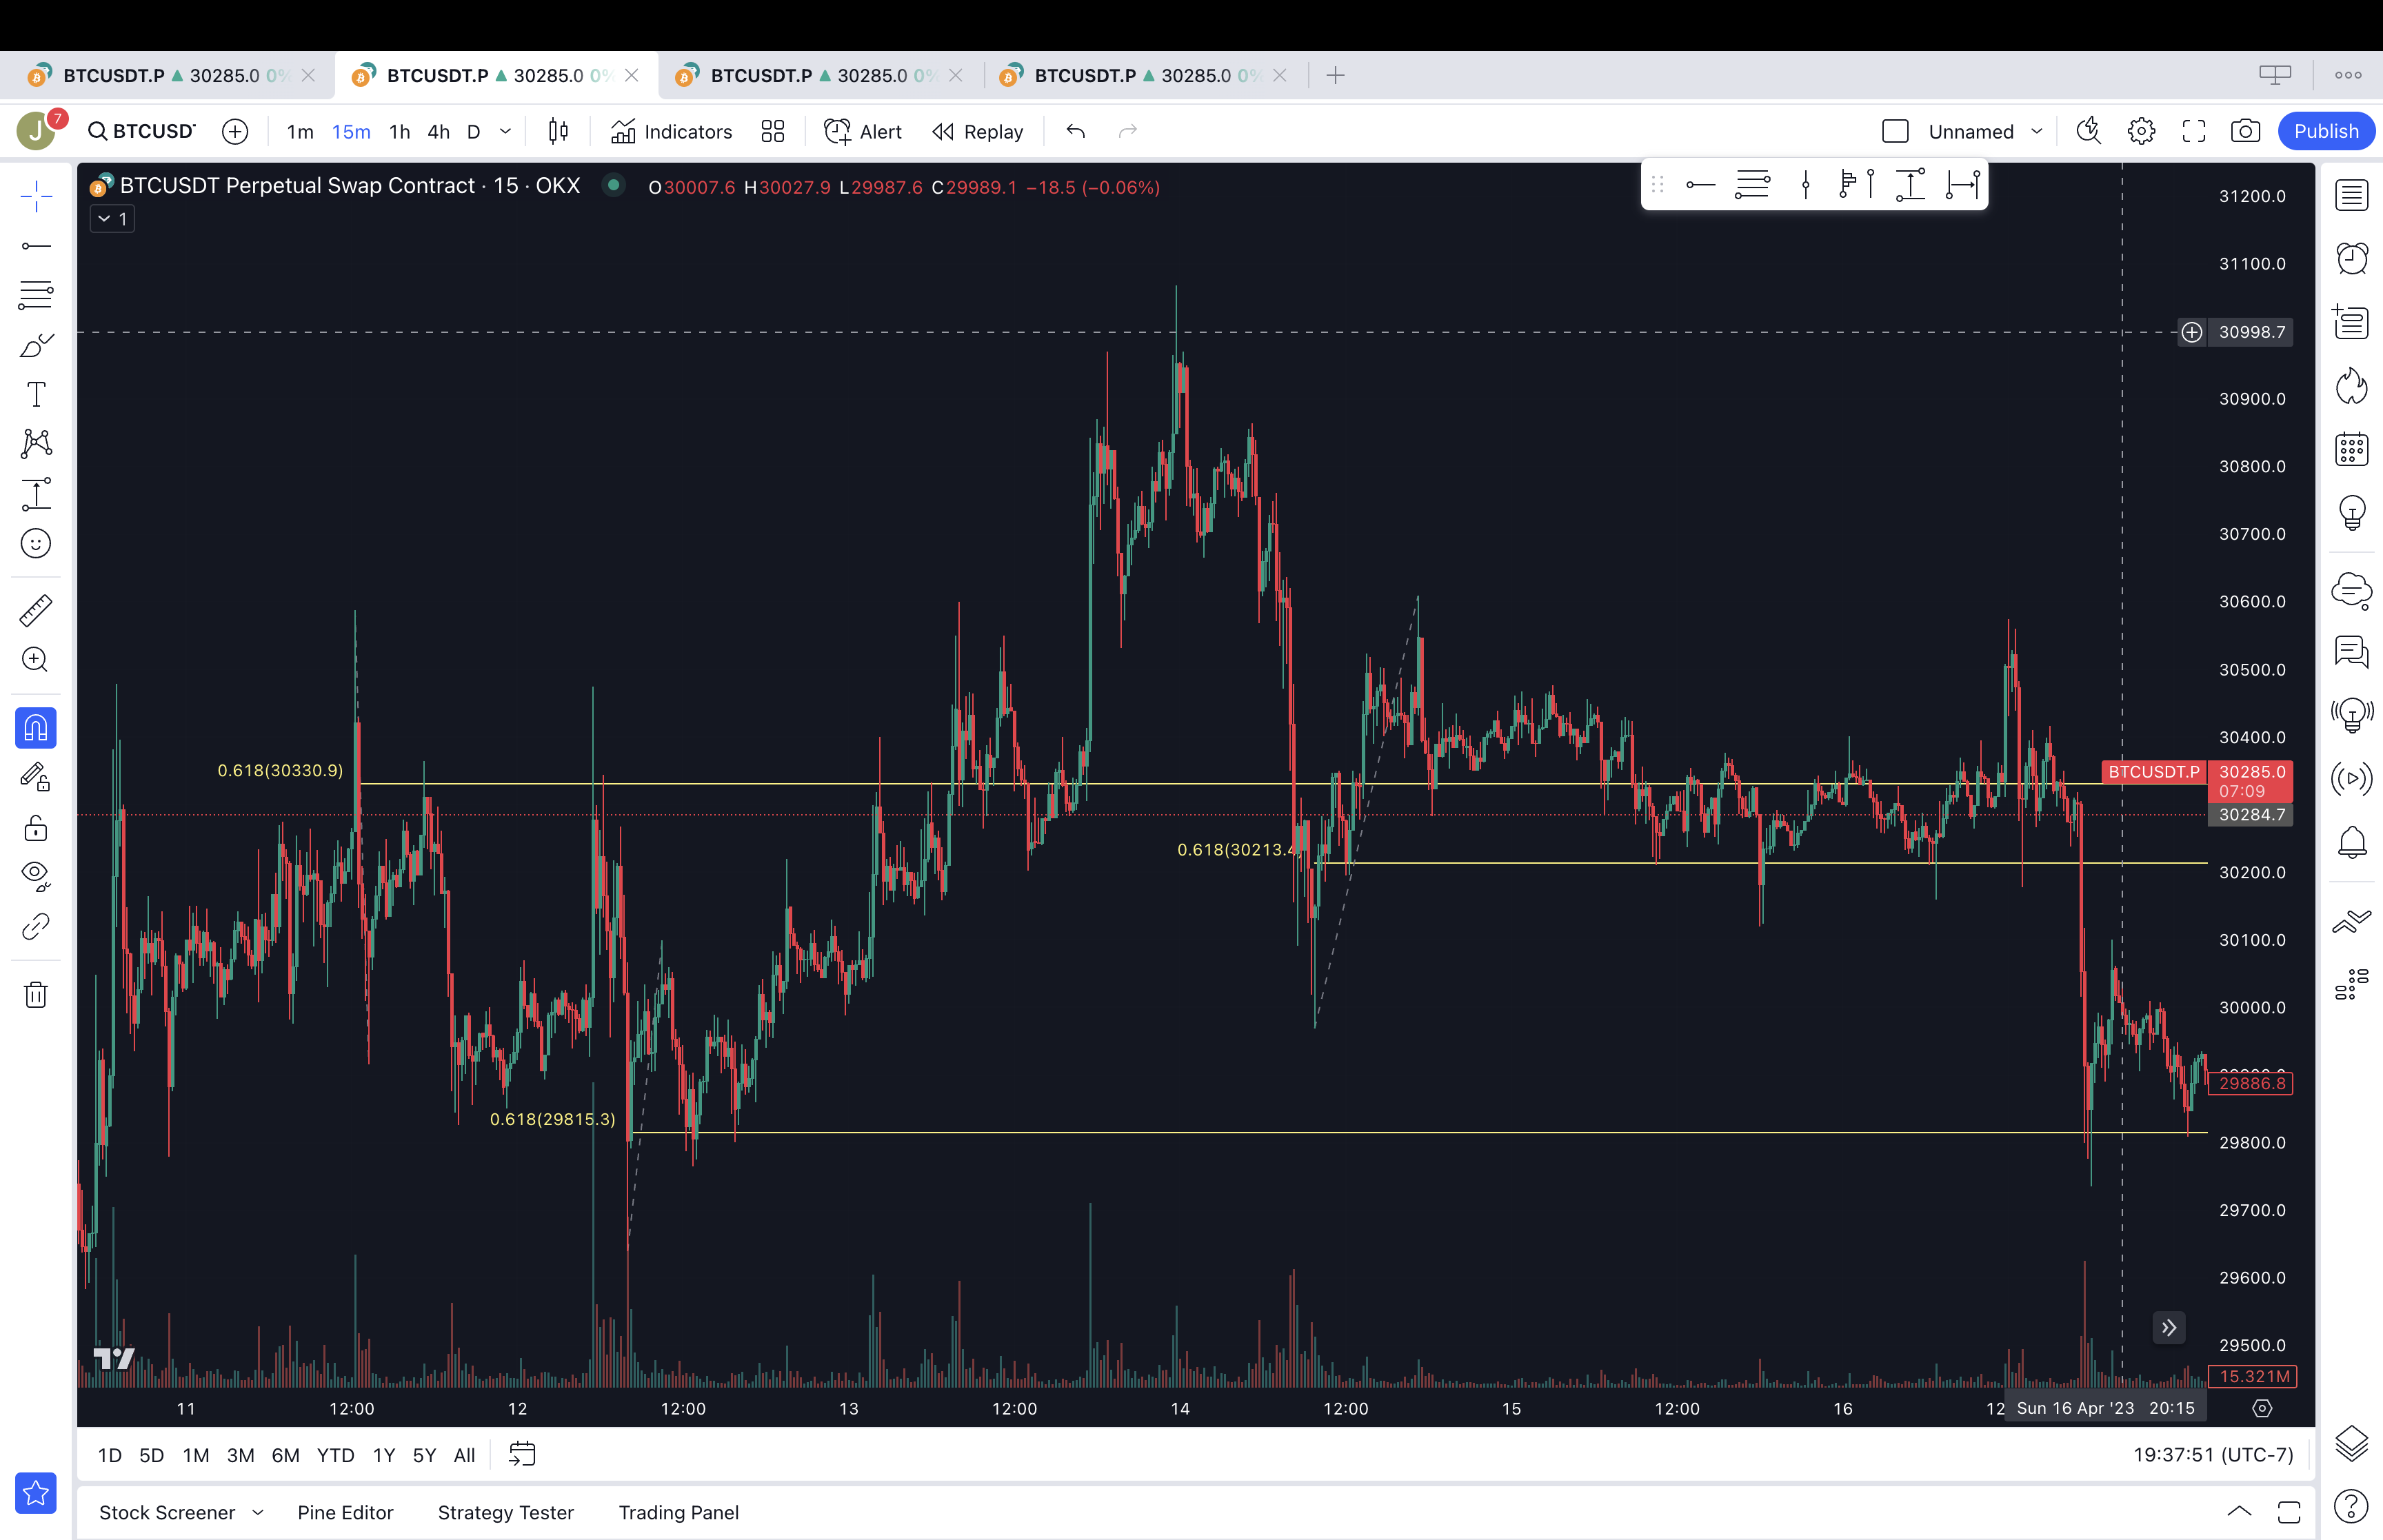 BTCUSDT.P 30285.0 0% BTCUSDT.P 30285.0 0% BTCUSDT.P 30285.0 0% BTCUSDT.P 30285.0 0%
J 7 BTCUSD 1m 15m 1h 4h D Indicators Alert Replay Unnamed Publish
BTCUSDT Perpetual Swap Contract · 15 · OKX O30007.6 H30027.9 L29987.6 C29989.1 −18.5 (−0.06%)
1
31200.0
31100.0
30998.7
30900.0
30800.0
30700.0
30600.0
30500.0
30400.0
0.618(30330.9)
BTCUSDT.P 30285.0
07:09
30284.7
0.618(30213.4
30200.0
30100.0
30000.0
29886.8
0.618(29815.3)
29800.0
29700.0
29600.0
29500.0
15.321M
11 12:00 12 12:00 13 12:00 14 12:00 15 12:00 16 12 Sun 16 Apr '23 20:15
1D 5D 1M 3M 6M YTD 1Y 5Y All 19:37:51 (UTC-7)
Stock Screener Pine Editor Strategy Tester Trading Panel